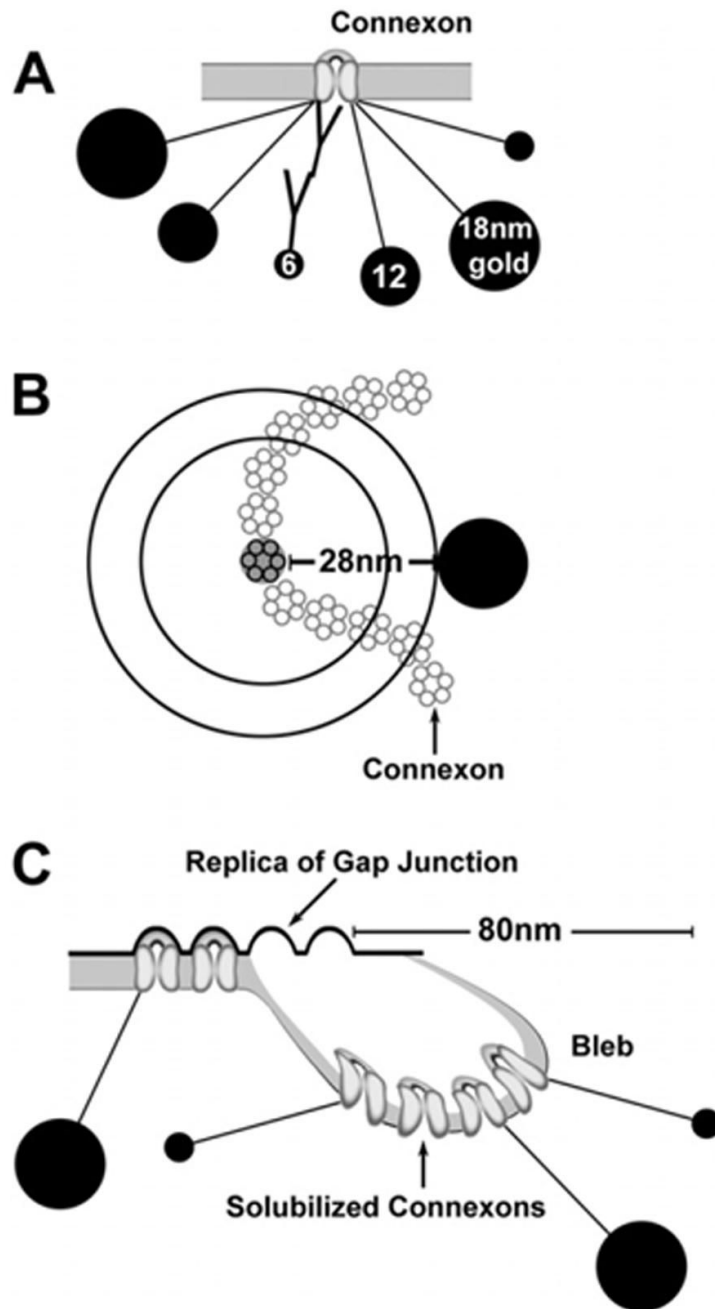 A
Connexon
6
12
18nm
gold
B
28nm
Connexon
C
Replica of Gap Junction
80nm
Bleb
Solubilized Connexons